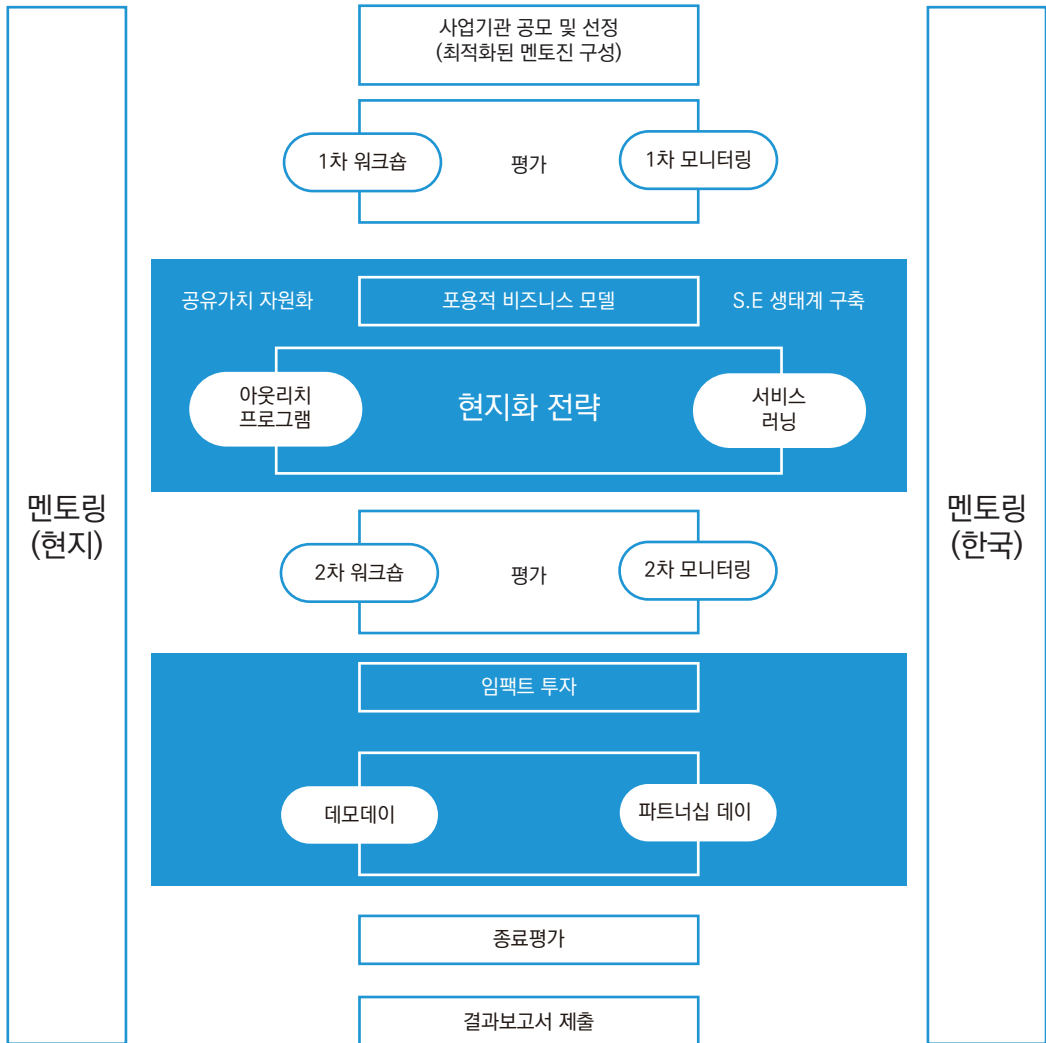 사업기관 공모 및 선정
(최적화된 멘토진 구성)
1차 워크숍
평가
1차 모니터링
공유가치 자원화
포용적 비즈니스 모델
S.E 생태계 구축
아웃리치
프로그램
현지화 전략
서비스
러닝
멘토링
(현지)
멘토링
(한국)
2차 워크숍
평가
2차 모니터링
임팩트 투자
데모데이
파트너십 데이
종료평가
결과보고서 제출